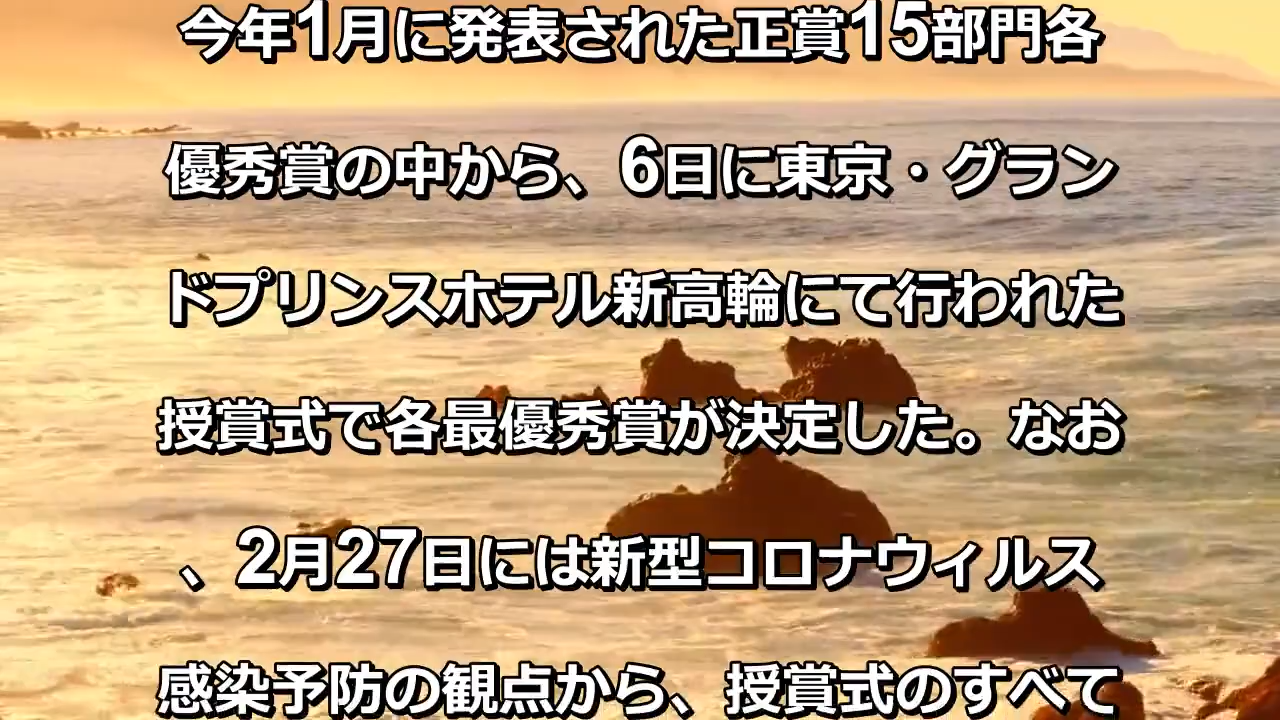 今年1月に発表された正賞15部門各
優秀賞の中から、6日に東京・グラン
ドプリンスホテル新高輪にて行われた
授賞式で各最優秀賞が決定した。なお
、2月27日には新型コロナウィルス
感染予防の観点から、授賞式のすべて